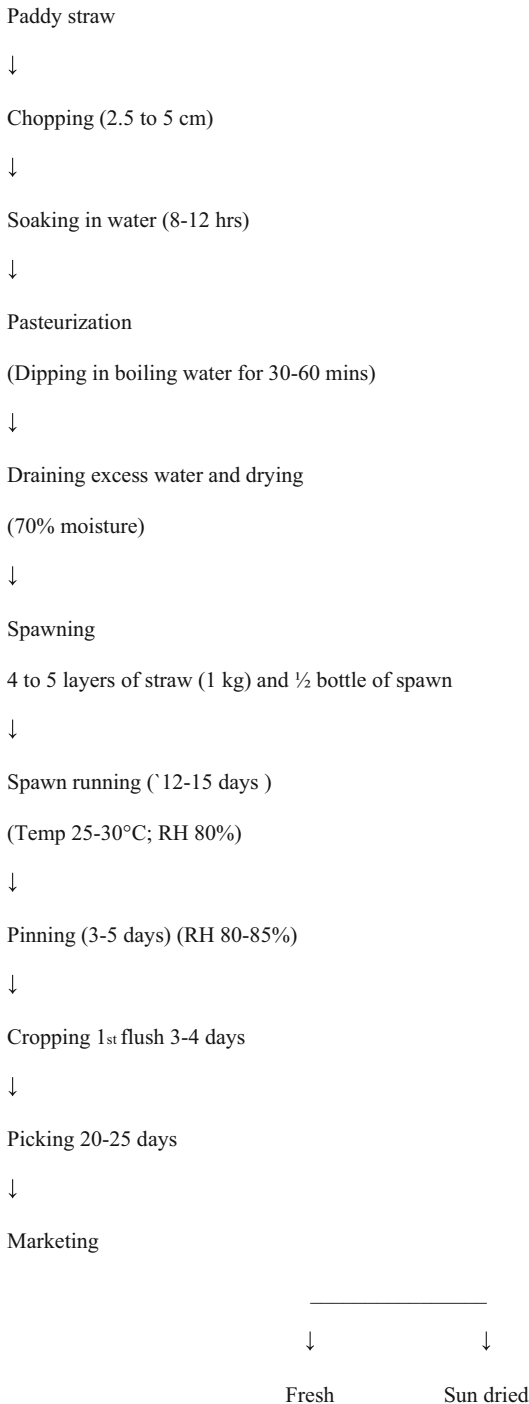 Paddy straw
↓
Chopping (2.5 to 5 cm)
↓
Soaking in water (8-12 hrs)
↓
Pasteurization
(Dipping in boiling water for 30-60 mins)
↓
Draining excess water and drying
(70% moisture)
↓
Spawning
4 to 5 layers of straw (1 kg) and ½ bottle of spawn
↓
Spawn running (`12-15 days )
(Temp 25-30°C; RH 80%)
↓
Pinning (3-5 days) (RH 80-85%)
↓
Cropping 1st flush 3-4 days
↓
Picking 20-25 days
↓
Marketing
↓ ↓
Fresh Sun dried